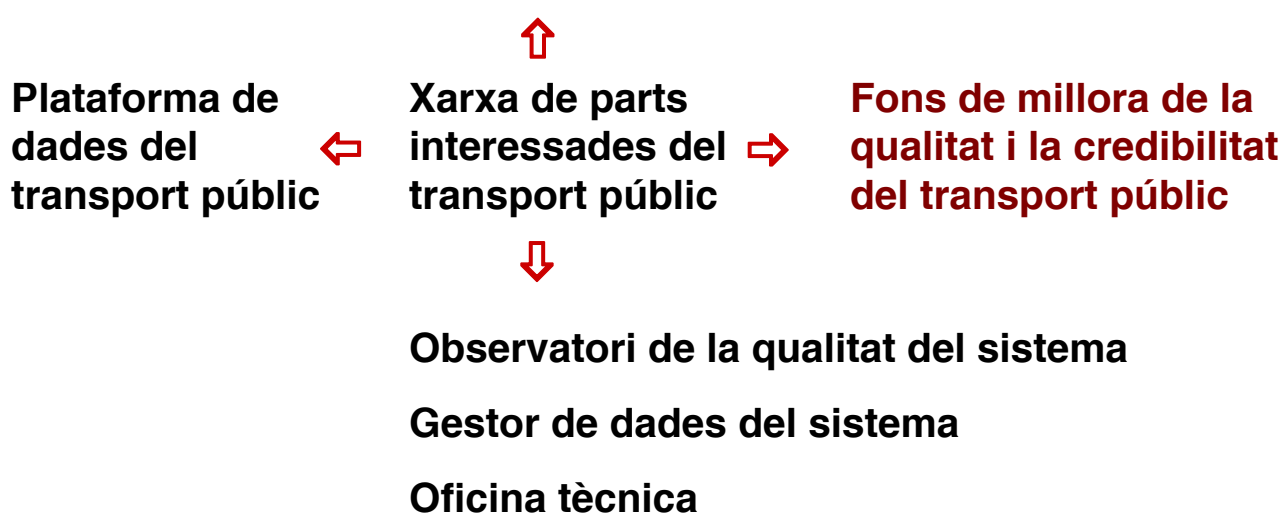 Plataforma de
dades del
transport públic
Xarxa de parts
interessades del
transport públic
Fons de millora de la
qualitat i la credibilitat
del transport públic
Observatori de la qualitat del sistema
Gestor de dades del sistema
Oficina tècnica